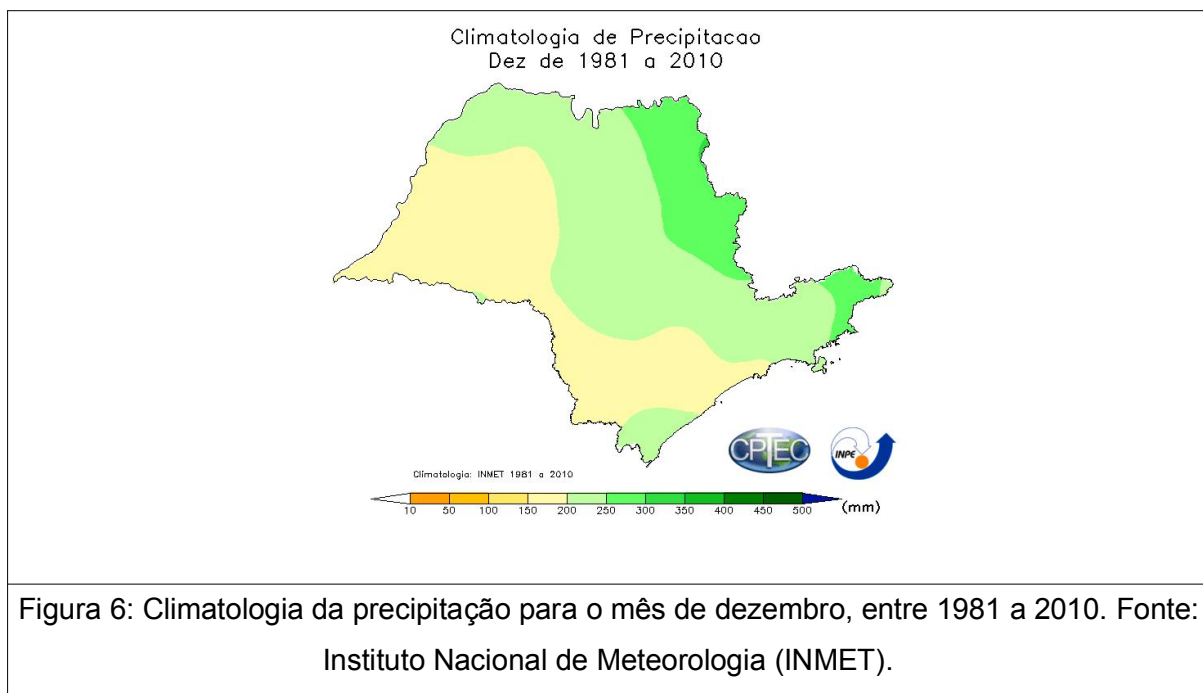 Climatologia de Precipitacao
Dez de 1981 a 2010
CPTEC
INPE
Climatologia: INMET 1981 a 2010
10 50 100 150 200 250 300 350 400 450 500 (mm)
Figura 6: Climatologia da precipitação para o mês de dezembro, entre 1981 a 2010. Fonte:
Instituto Nacional de Meteorologia (INMET).